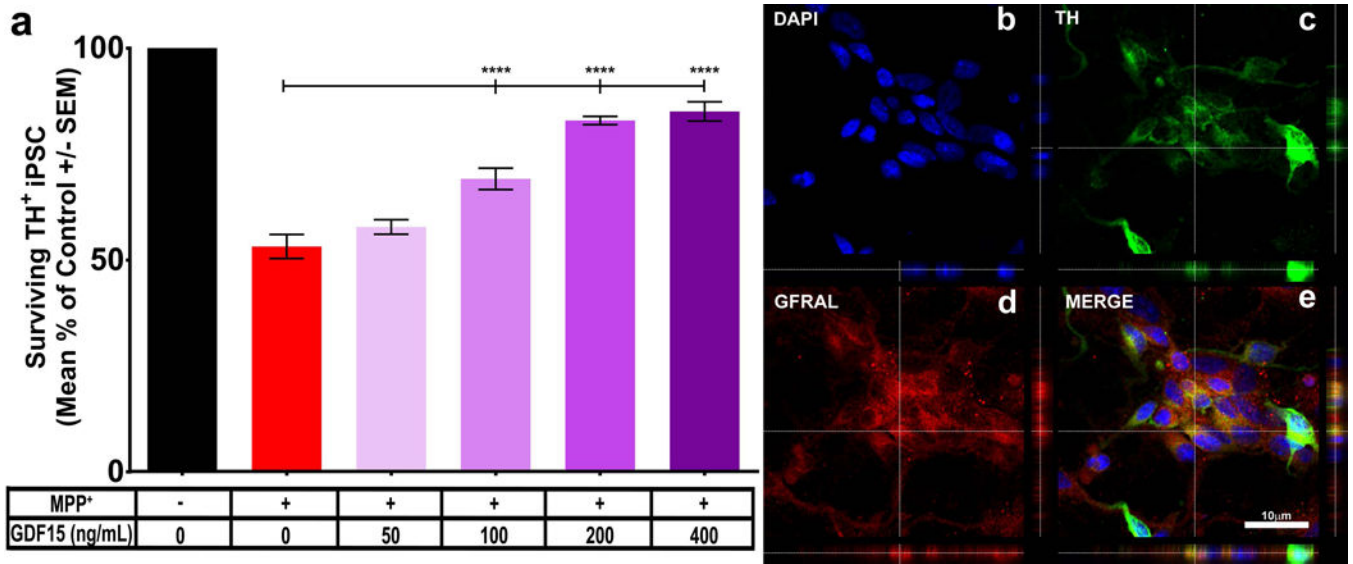 a
Surviving TH⁺ iPSC
(Mean % of Control +/- SEM)
100
50
0
**** **** ****
MPP⁺ - + + + + +
GDF15 (ng/mL) 0 0 50 100 200 400
DAPI b
TH c
GFRAL d
MERGE e
10µm